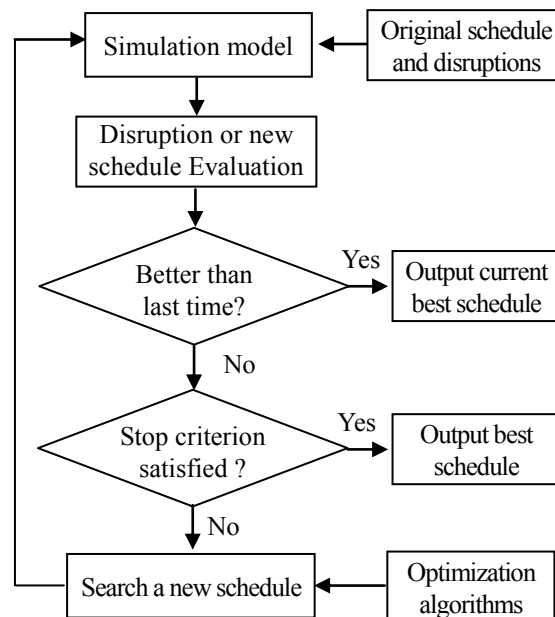 Simulation model
Original schedule
and disruptions
Disruption or new
schedule Evaluation
Better than
last time?
Yes
Output current
best schedule
No
Stop criterion
satisfied ?
Yes
Output best
schedule
No
Search a new schedule
Optimization
algorithms